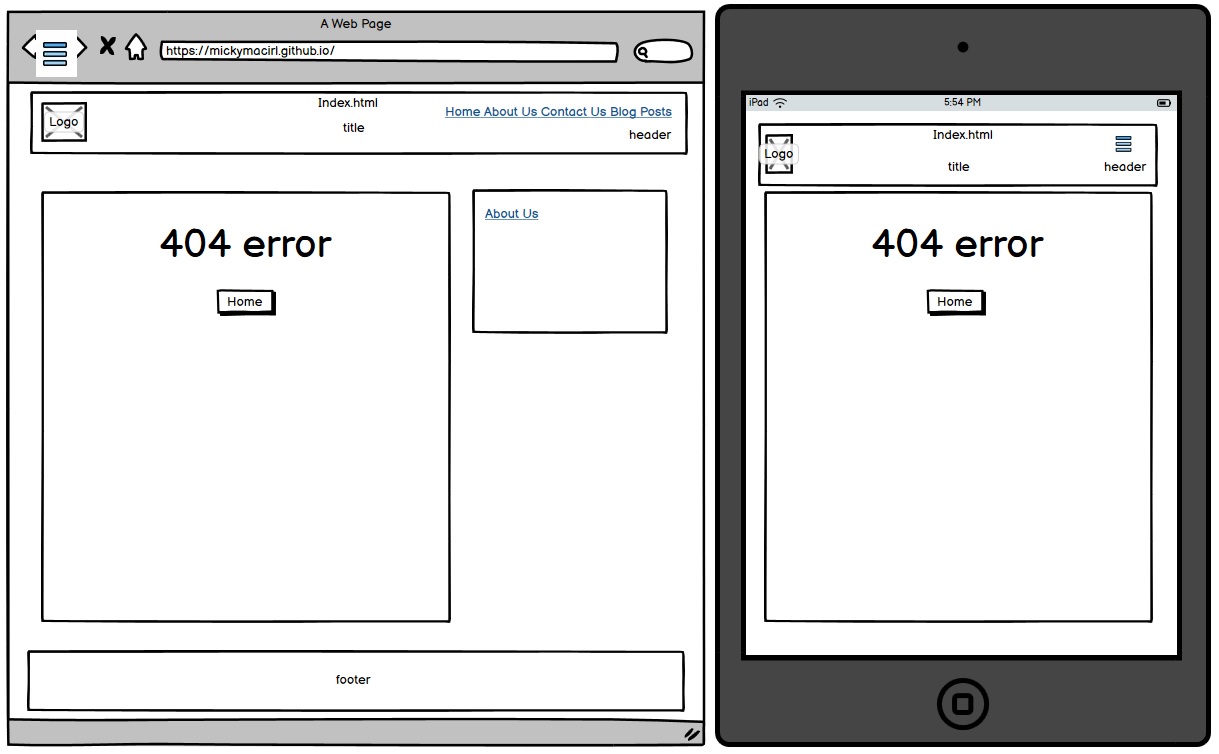 A Web Page
https://mickymacirl.github.io/
Index.html
Home About Us Contact Us Blog Posts
Logo
title
header
404 error
Home
About Us
footer
iPad
5:54 PM
Index.html
Logo
title
header
404 error
Home